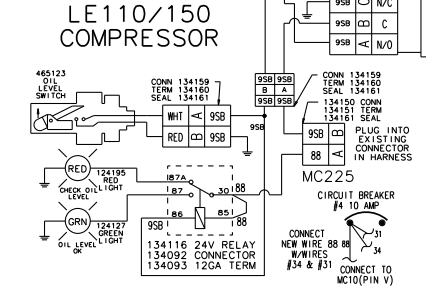 LE110/150
COMPRESSOR
9SB B C N/C
9SB A C N/O
465123
OIL
LEVEL
SWITCH
CONN 134159
TERM 134160
SEAL 134161
WHT A 9SB
RED B 9SB
9SB
9SB 9SB
B A
9SB 9SB
CONN 134159
TERM 134160
SEAL 134161
134150 CONN
134151 TERM
134161 SEAL
9SB B
88 A
PLUG INTO
EXISTING
CONNECTOR
IN HARNESS
MC225
RED
124195
RED
LIGHT
CHECK OIL
LEVEL
GRN
124127
GREEN
LIGHT
OIL LEVEL
OK
87A
87
30
88
86
85
88
9SB
134116 24V RELAY
134092 CONNECTOR
134093 12GA TERM
CIRCUIT BREAKER
#4 10 AMP
31
34
CONNECT
NEW WIRE 88 88
W/WIRES
#34 & #31
CONNECT TO
MC10(PIN V)